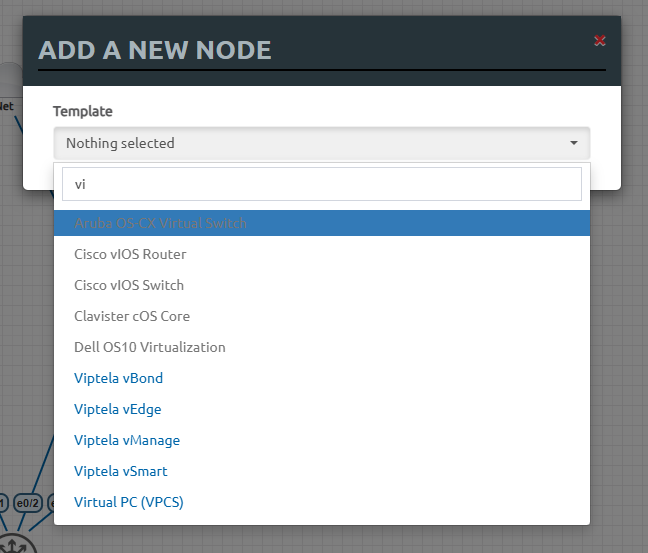 ADD A NEW NODE
Net
Template
Nothing selected
vi
Aruba OS-CX Virtual Switch
Cisco vIOS Router
Cisco vIOS Switch
Clavister cOS Core
Dell OS10 Virtualization
Viptela vBond
Viptela vEdge
Viptela vManage
Viptela vSmart
Virtual PC (VPCS)
e0/2